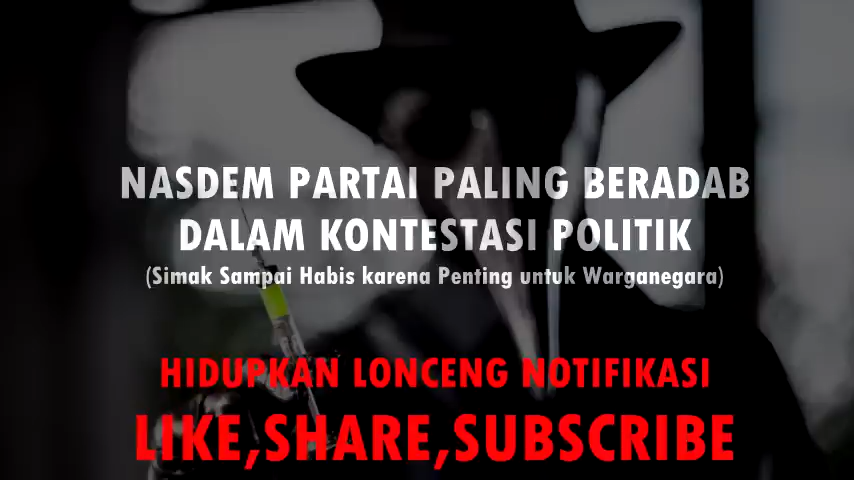 NASDEM PARTAI PALING BERADAB
DALAM KONTESTASI POLITIK
(Simak Sampai Habis karena Penting untuk Warganegara)
HIDUPKAN LONCENG NOTIFIKASI
LIKE,SHARE,SUBSCRIBE